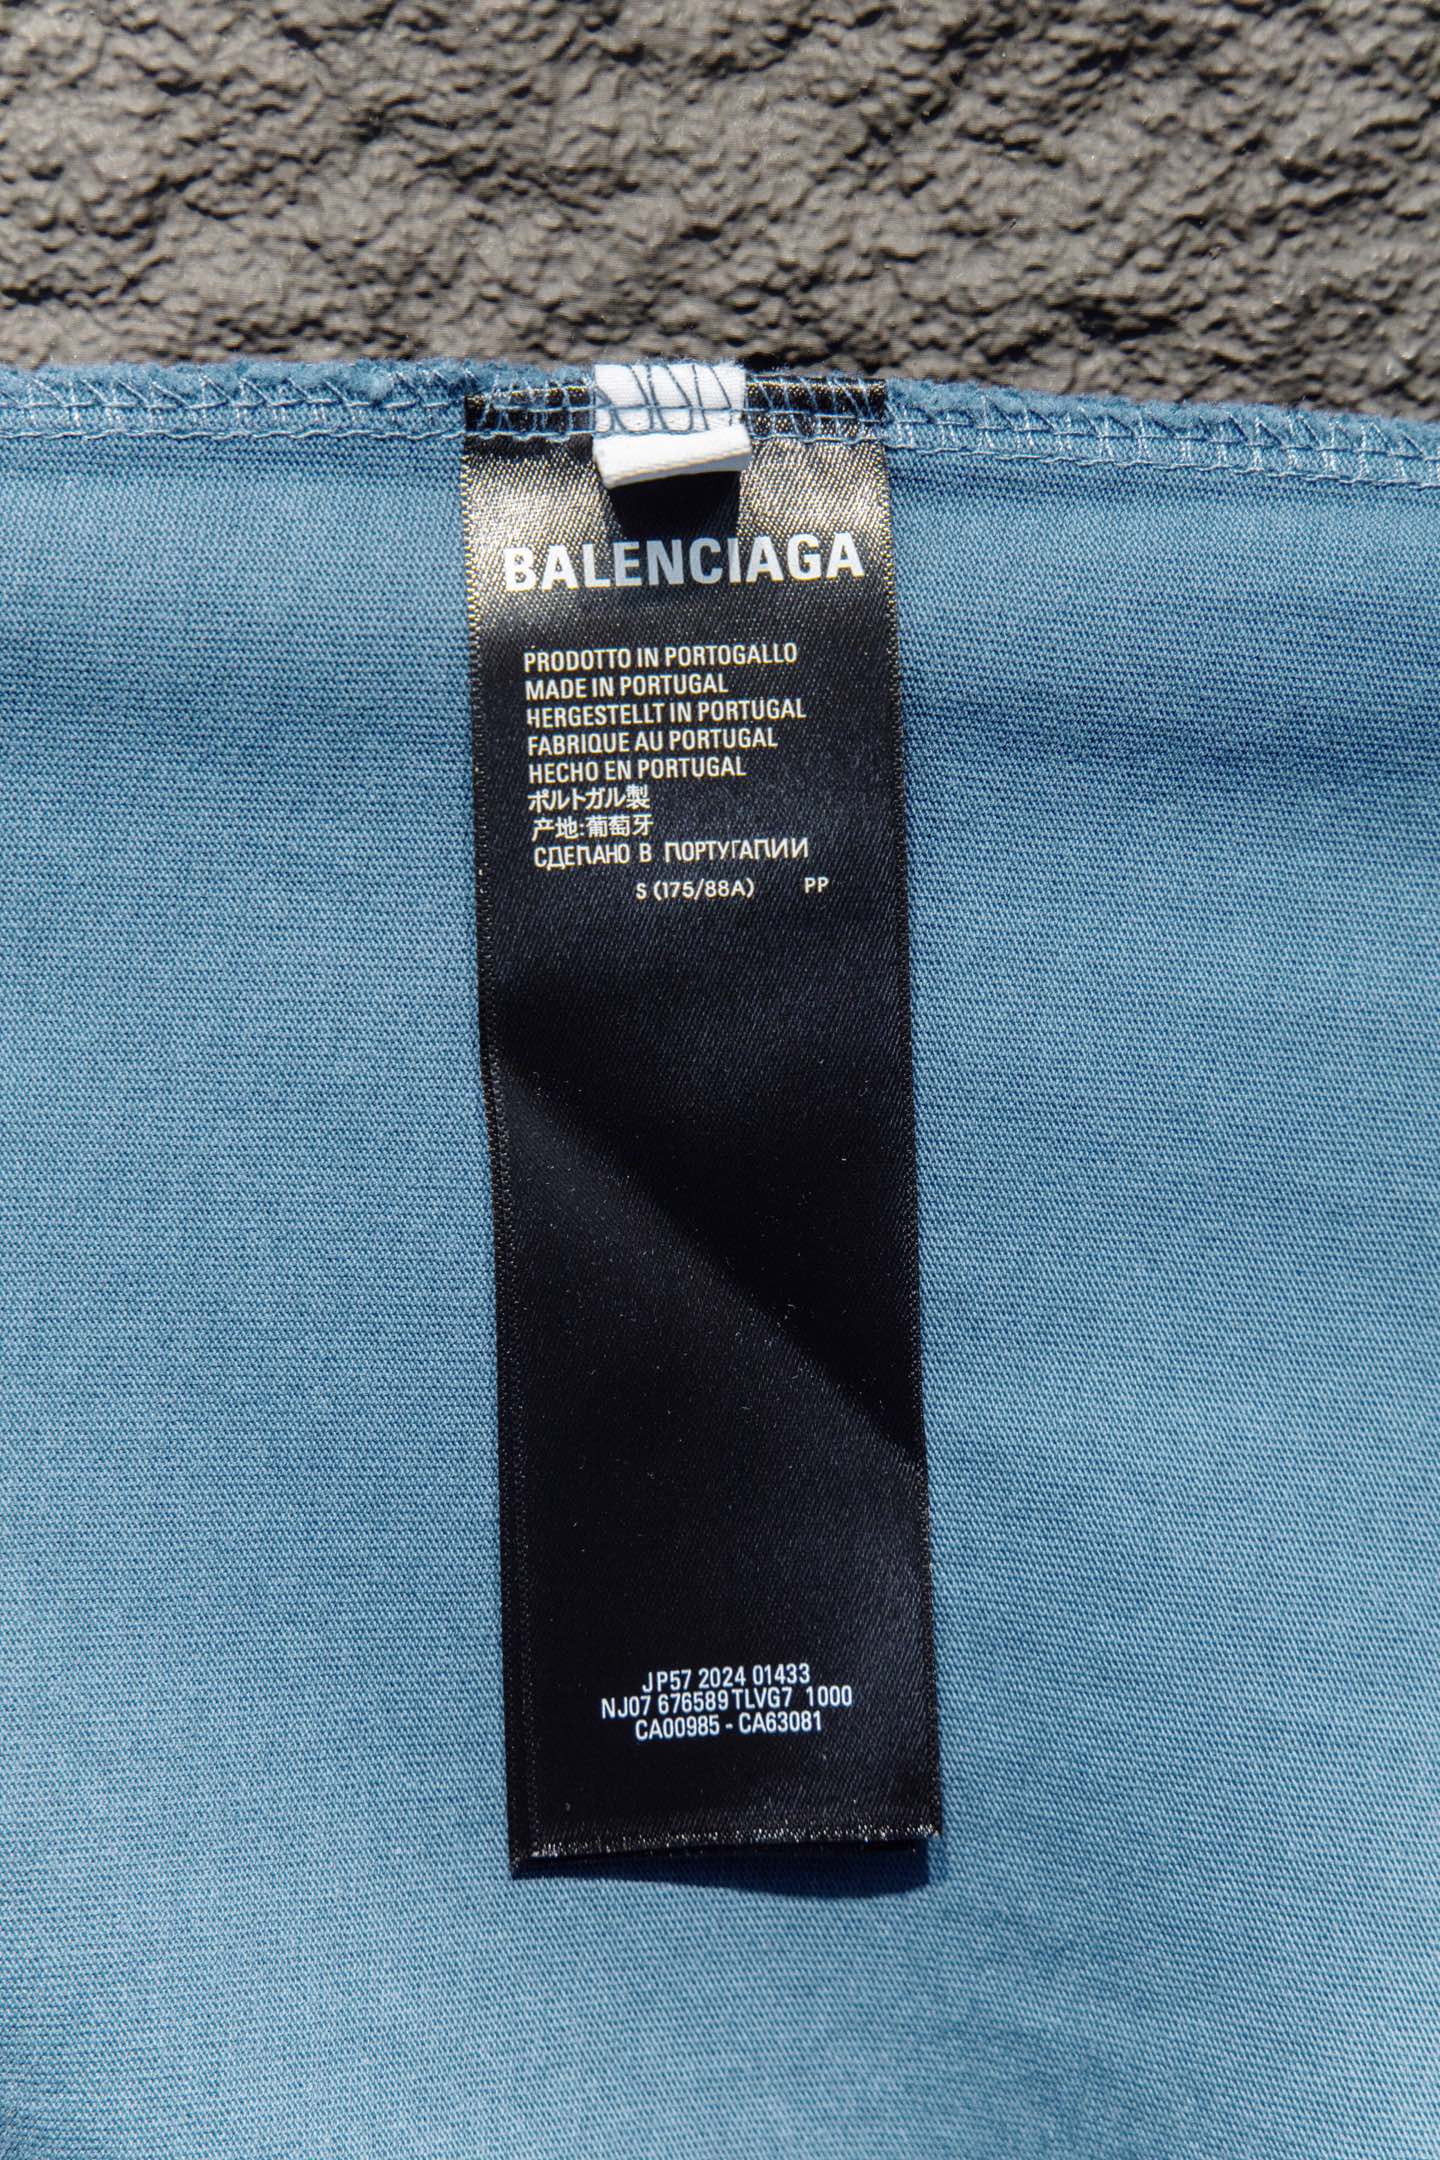 BALENCIAGA
PRODOTTO IN PORTOGALLO
MADE IN PORTUGAL
HERGESTELLT IN PORTUGAL
FABRIQUE AU PORTUGAL
HECHO EN PORTUGAL
ポルトガル製
产地:葡萄牙
СДЕЛАНО В ПОРТУГАЛИИ
S (175/88A) PP
JP57 2024 01433
NJ07 676589 TLVG7 1000
CA00985 - CA63081